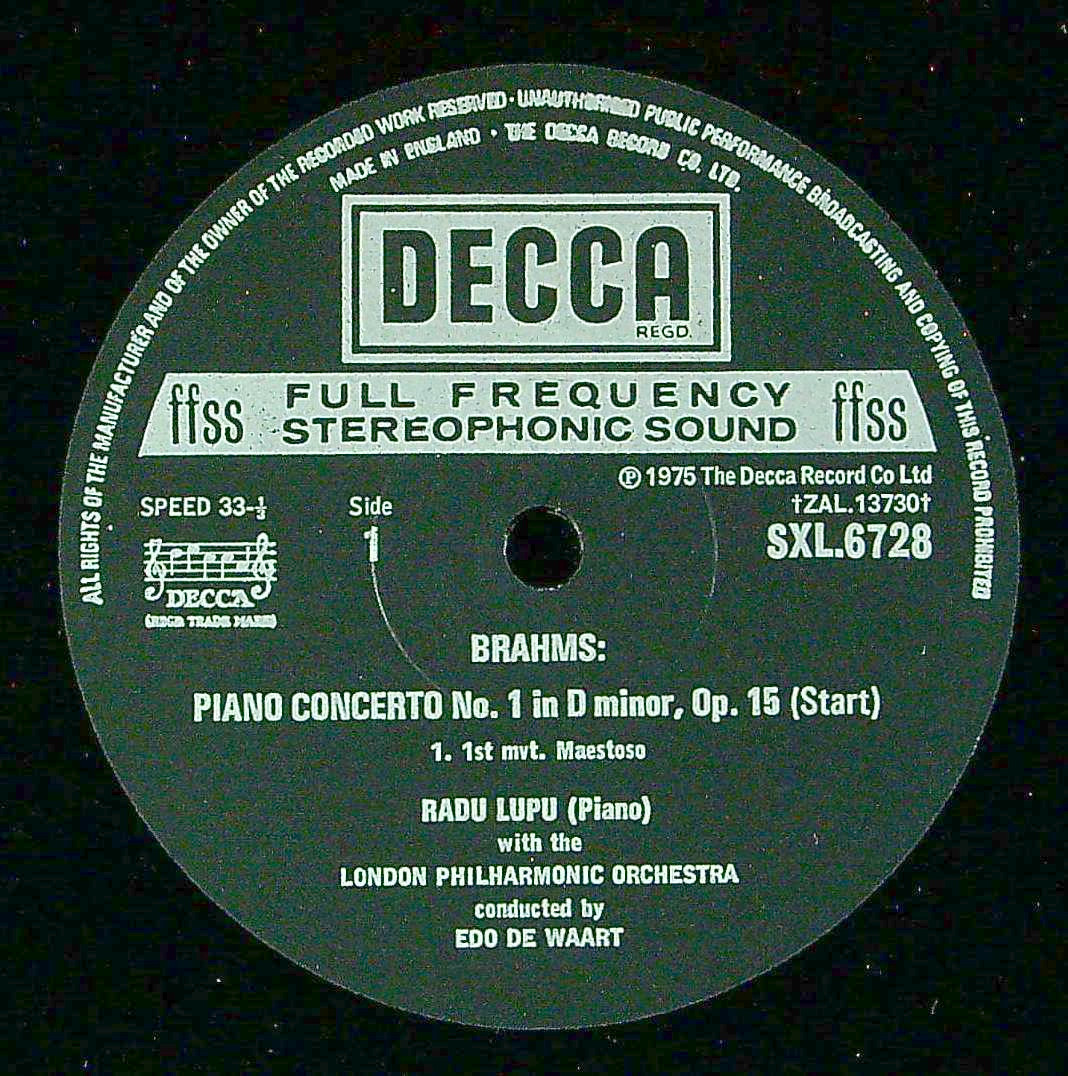 ALL RIGHTS OF THE MANUFACTURER AND OF THE OWNER OF THE RECORDED WORK RESERVED · UNAUTHORISED PUBLIC PERFORMANCE BROADCASTING AND COPYING OF THIS RECORD PROHIBITED
MADE IN ENGLAND · THE DECCA RECORD CO. LTD.
DECCA
REGD.
ffss FULL FREQUENCY ffss
STEREOPHONIC SOUND
℗ 1975 The Decca Record Co Ltd
SPEED 33-⅓ Side †ZAL.13730†
1 SXL.6728
DECCA
(REGD TRADE MARK)
BRAHMS:
PIANO CONCERTO No. 1 in D minor, Op. 15 (Start)
1. 1st mvt. Maestoso
RADU LUPU (Piano)
with the
LONDON PHILHARMONIC ORCHESTRA
conducted by
EDO DE WAART